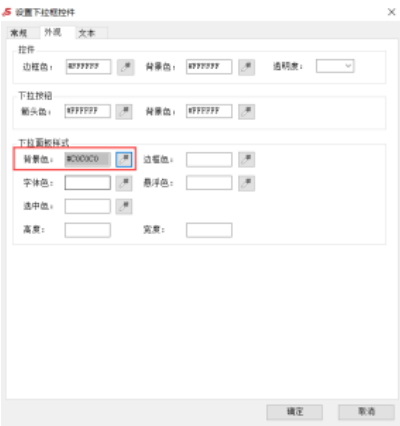 设置下拉框控件
常规 外观 文本
控件
边框色: #FFFFFF 背景色: #FFFFFF 透明度:
下拉按钮
箭头色: #FFFFFF 背景色: #FFFFFF
下拉面板样式
背景色: #C0C0C0 边框色:
字体色: 悬浮色:
选中色:
高度: 宽度:
确定 取消